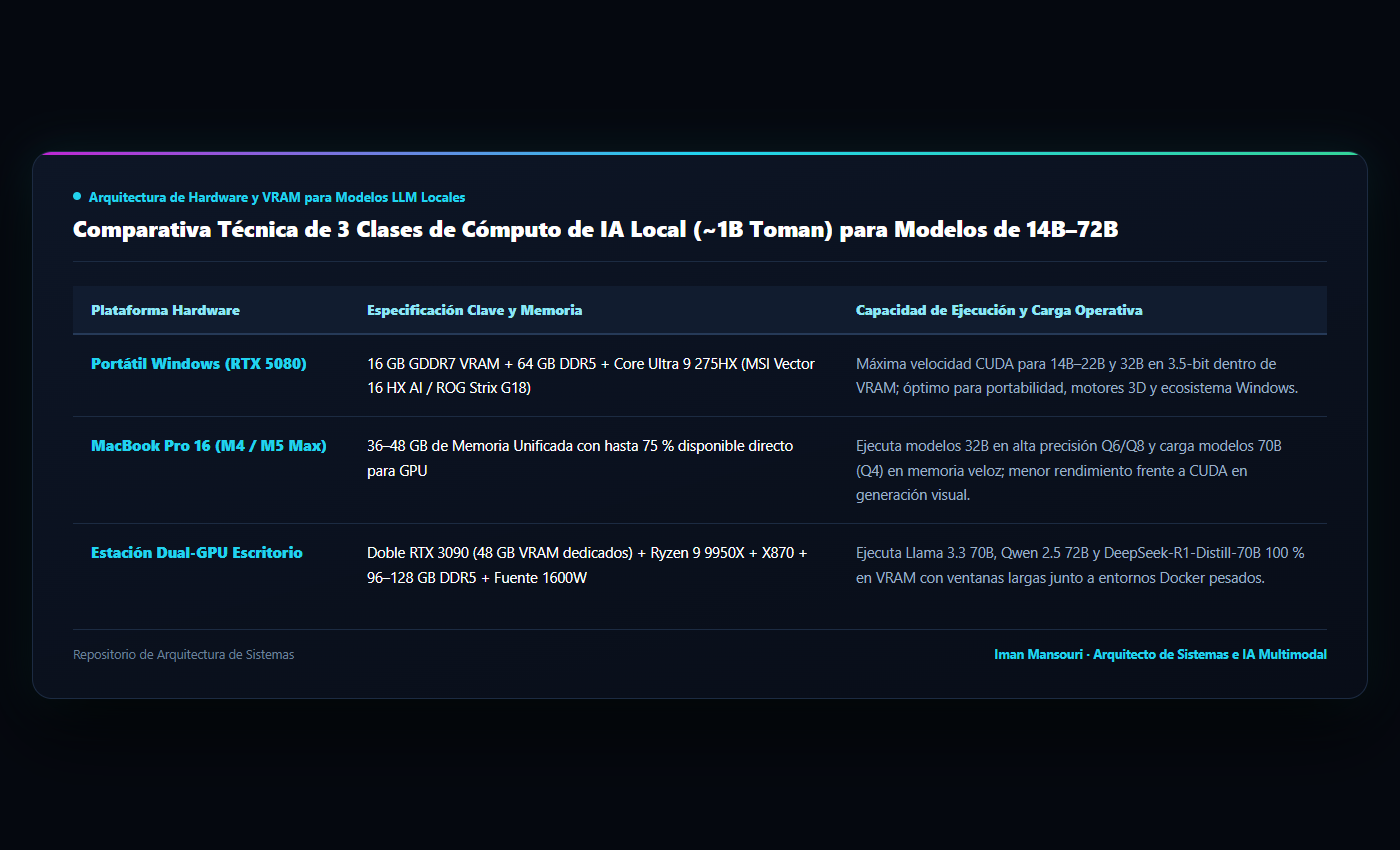 Arquitectura de Hardware y VRAM para Modelos LLM Locales
Comparativa Técnica de 3 Clases de Cómputo de IA Local (~1B Toman) para Modelos de 14B–72B
Plataforma Hardware
Especificación Clave y Memoria
Capacidad de Ejecución y Carga Operativa
Portátil Windows (RTX 5080)
16 GB GDDR7 VRAM + 64 GB DDR5 + Core Ultra 9 275HX (MSI Vector
16 HX AI / ROG Strix G18)
Máxima velocidad CUDA para 14B–22B y 32B en 3.5-bit dentro de
VRAM; óptimo para portabilidad, motores 3D y ecosistema Windows.
MacBook Pro 16 (M4 / M5 Max)
36–48 GB de Memoria Unificada con hasta 75 % disponible directo
para GPU
Ejecuta modelos 32B en alta precisión Q6/Q8 y carga modelos 70B
(Q4) en memoria veloz; menor rendimiento frente a CUDA en
generación visual.
Estación Dual-GPU Escritorio
Doble RTX 3090 (48 GB VRAM dedicados) + Ryzen 9 9950X + X870 +
96–128 GB DDR5 + Fuente 1600W
Ejecuta Llama 3.3 70B, Qwen 2.5 72B y DeepSeek-R1-Distill-70B 100 %
en VRAM con ventanas largas junto a entornos Docker pesados.
Repositorio de Arquitectura de Sistemas
Iman Mansouri · Arquitecto de Sistemas e IA Multimodal